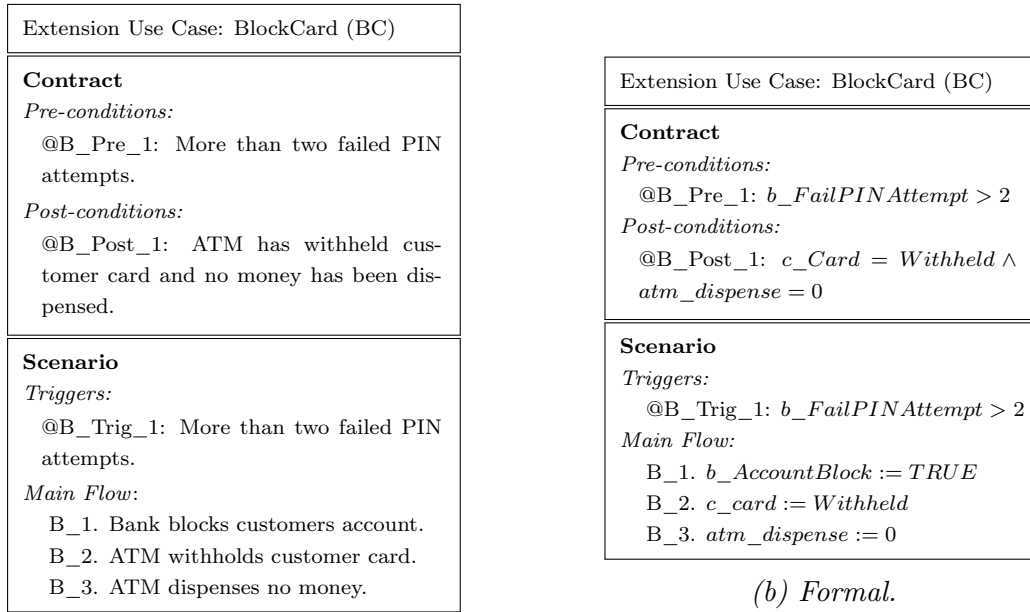 Extension Use Case: BlockCard (BC)
Contract
Pre-conditions:
@B_Pre_1: More than two failed PIN
attempts.
Post-conditions:
@B_Post_1: ATM has withheld cus-
tomer card and no money has been dis-
pensed.
Scenario
Triggers:
@B_Trig_1: More than two failed PIN
attempts.
Main Flow:
B_1. Bank blocks customers account.
B_2. ATM withholds customer card.
B_3. ATM dispenses no money.
Extension Use Case: BlockCard (BC)
Contract
Pre-conditions:
@B_Pre_1: b_FailPINAttempt > 2
Post-conditions:
@B_Post_1: c_Card = Withheld ∧
atm_dispense = 0
Scenario
Triggers:
@B_Trig_1: b_FailPINAttempt > 2
Main Flow:
B_1. b_AccountBlock := TRUE
B_2. c_card := Withheld
B_3. atm_dispense := 0
(b) Formal.